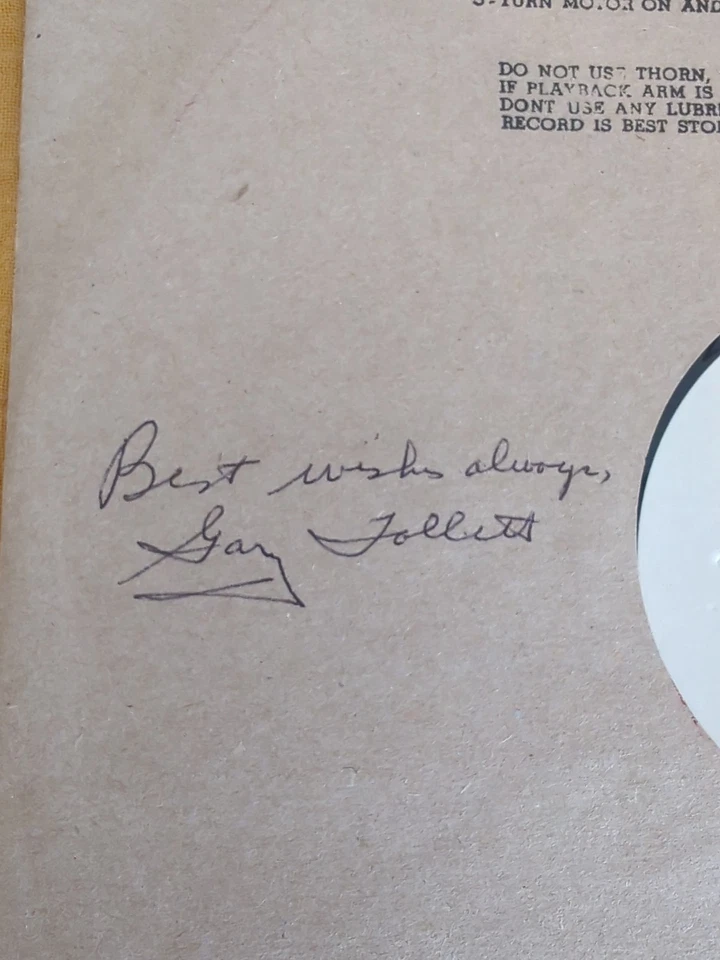 5-TURN MOTOR ON AND
DO NOT USE THORN,
IF PLAYBACK ARM IS
DONT USE ANY LUBRI
RECORD IS BEST STO
Best wishes always,
Gary Follett